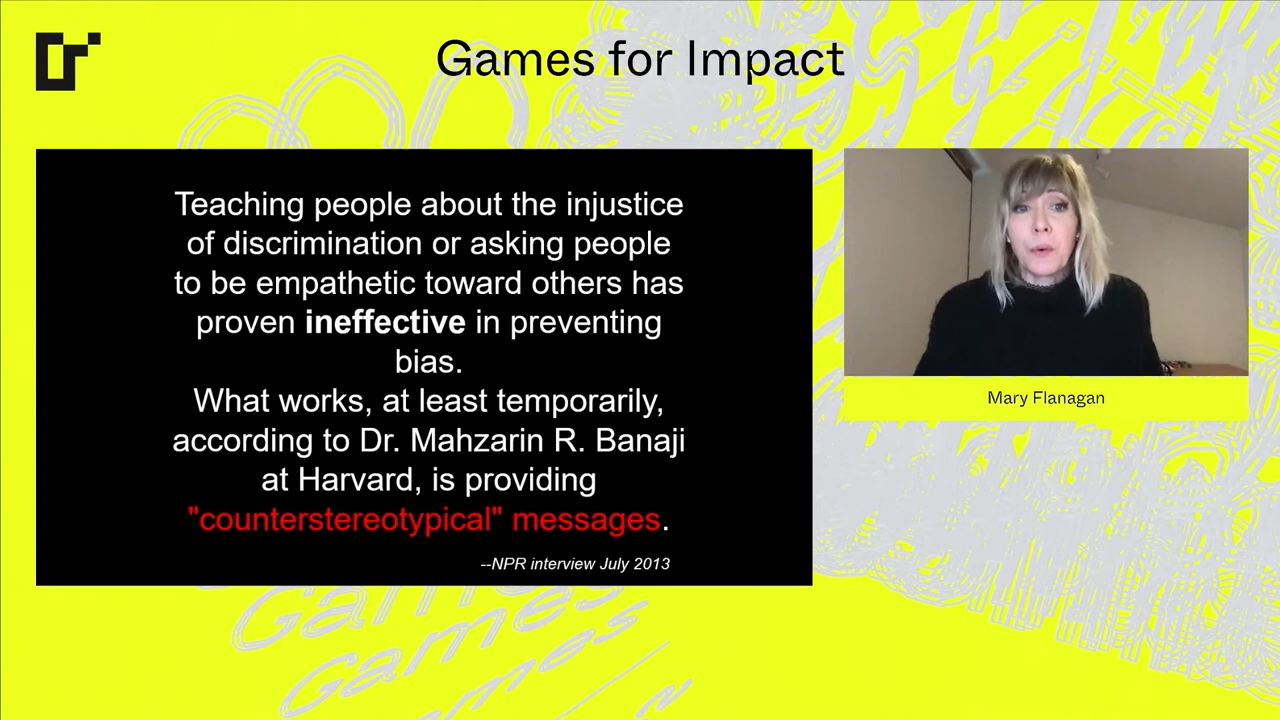 Games for Impact
Teaching people about the injustice
of discrimination or asking people
to be empathetic toward others has
proven ineffective in preventing
bias.
What works, at least temporarily,
according to Dr. Mahzarin R. Banaji
at Harvard, is providing
"counterstereotypical" messages.
--NPR interview July 2013
Mary Flanagan
Games
Games